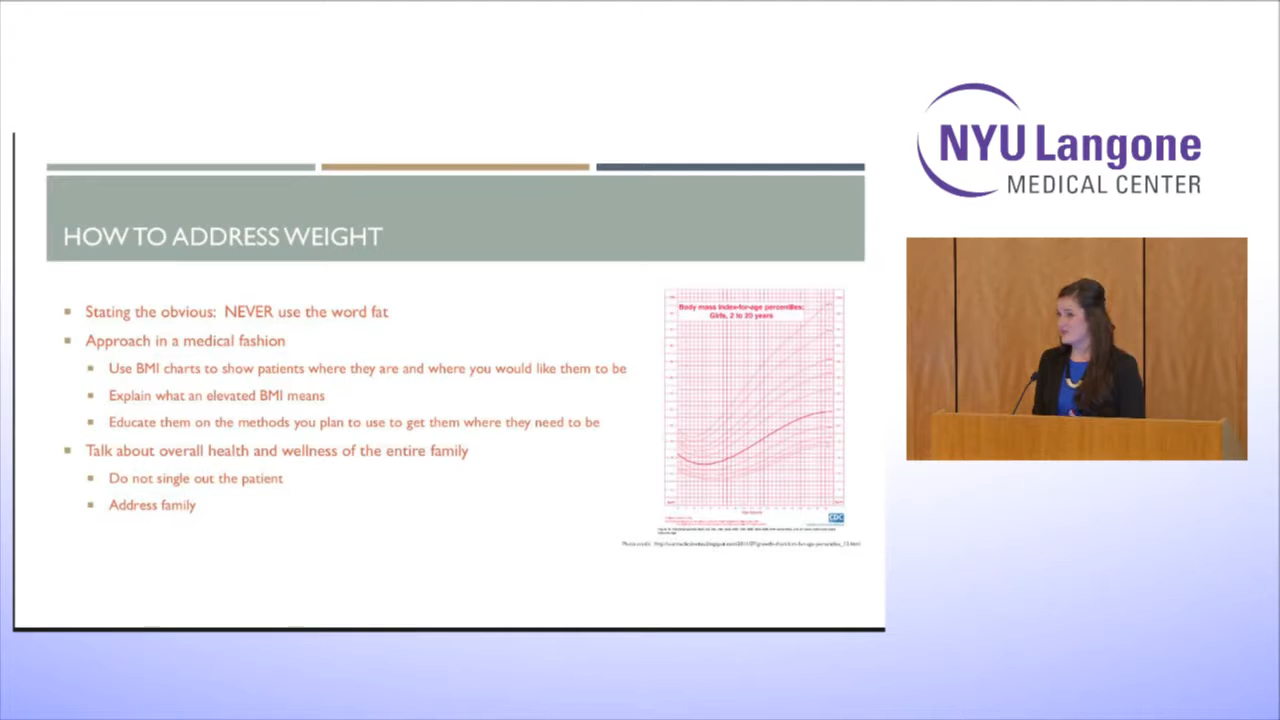 NYU Langone
MEDICAL CENTER
HOW TO ADDRESS WEIGHT
Stating the obvious: NEVER use the word fat
Approach in a medical fashion
Use BMI charts to show patients where they are and where you would like them to be
Explain what an elevated BMI means
Educate them on the methods you plan to use to get them where they need to be
Talk about overall health and wellness of the entire family
Do not single out the patient
Address family
Body mass index-for-age percentiles:
Girls, 2 to 20 years
CDC